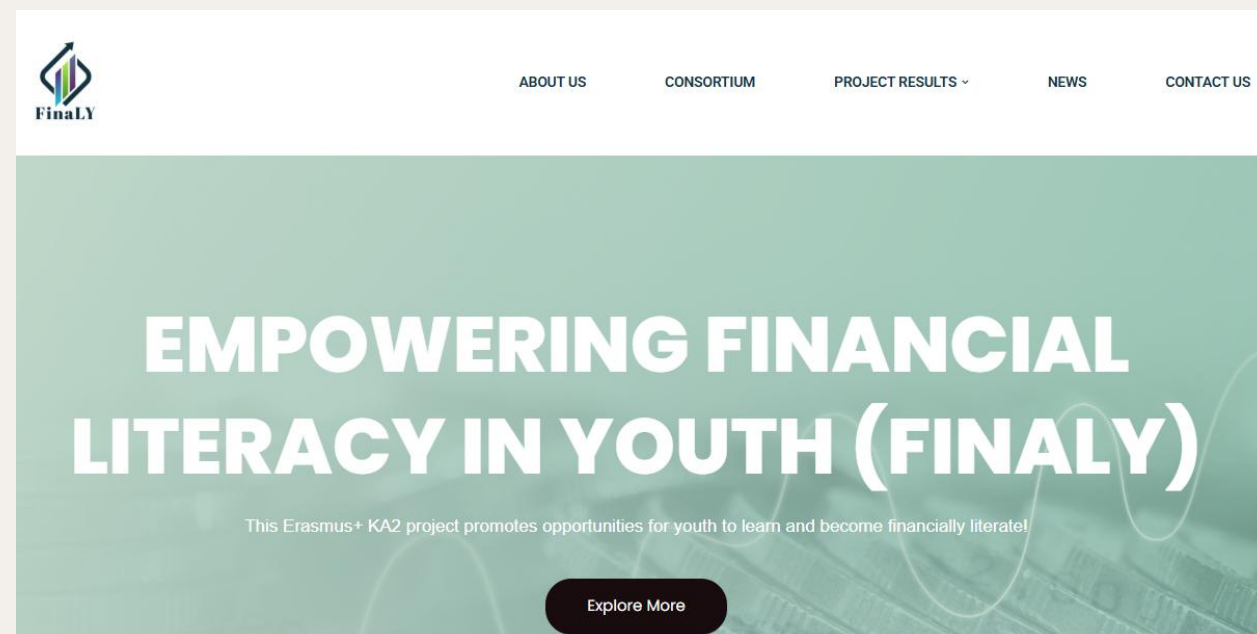 FinaLY
ABOUT US
CONSORTIUM
PROJECT RESULTS
NEWS
CONTACT US
EMPOWERING FINANCIAL
LITERACY IN YOUTH (FINALY)
This Erasmus+ KA2 project promotes opportunities for youth to learn and become financially literate!
Explore More